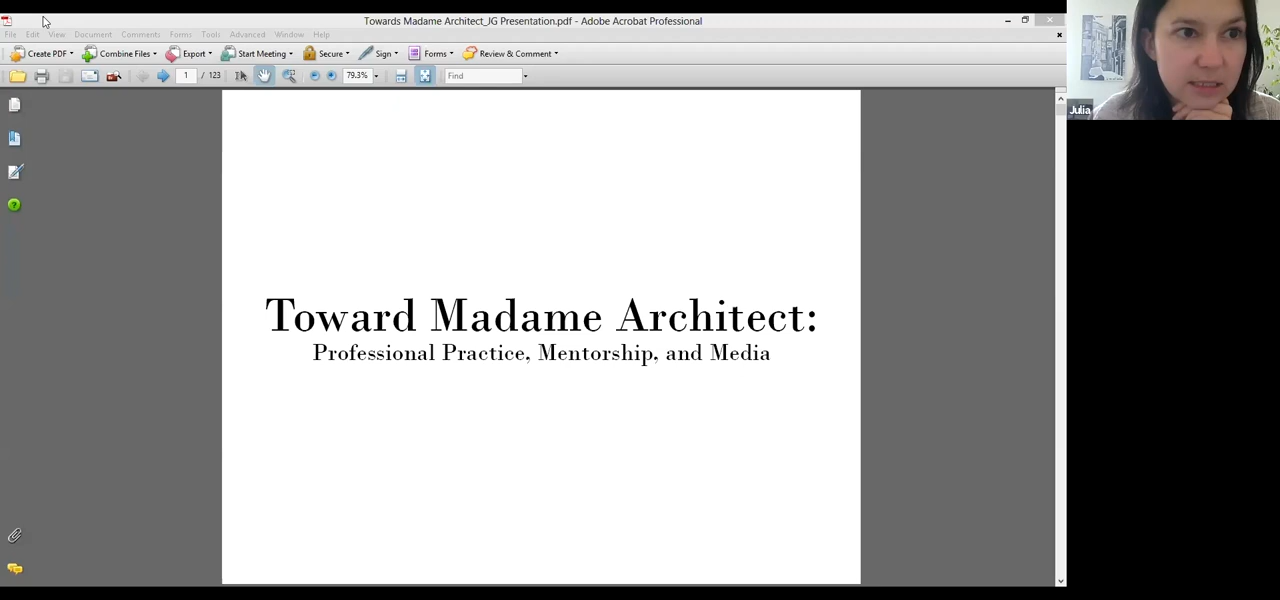 Towards Madame Architect_JG Presentation.pdf - Adobe Acrobat Professional
File Edit View Document Comments Forms Tools Advanced Window Help
Create PDF Combine Files Export Start Meeting Secure Sign Forms Review & Comment
1 / 123 79.3% Find
Julia
Toward Madame Architect:
Professional Practice, Mentorship, and Media